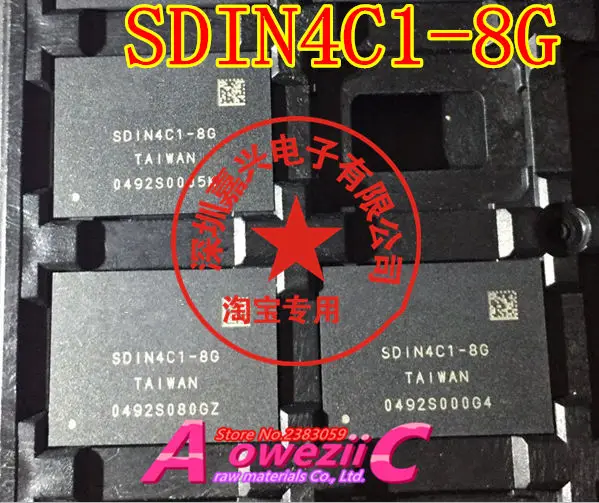 SDIN4C1-8G
SDIN4C1-8G
TAIWAN
深圳嘉兴电子有限公司
淘宝专用
SDIN4C1-8G
TAIWAN
0492S080GZ
SDIN4C1-8G
TAIWAN
0492S000G4
Store No.2383059
AoweziiC
raw materials Co., Ltd.